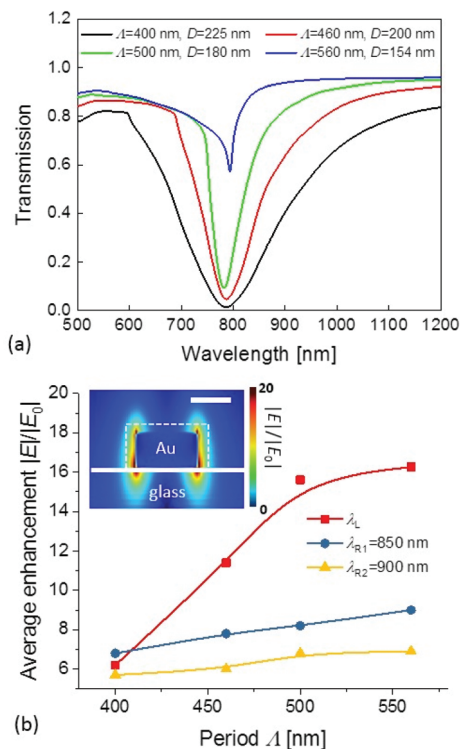 Λ=400 nm, D=225 nm Λ=460 nm, D=200 nm
Λ=500 nm, D=180 nm Λ=560 nm, D=154 nm
1.2
1.0
0.8
0.6
0.4
0.2
0.0
Transmission
500 600 700 800 900 1000 1100 1200
Wavelength [nm]
(a)
20
18
16
14
12
10
8
6
Average enhancement |E|/|E₀|
Au
glass
20
0
|E|/|E₀|
λL
λR1=850 nm
λR2=900 nm
400 450 500 550
Period Λ [nm]
(b)